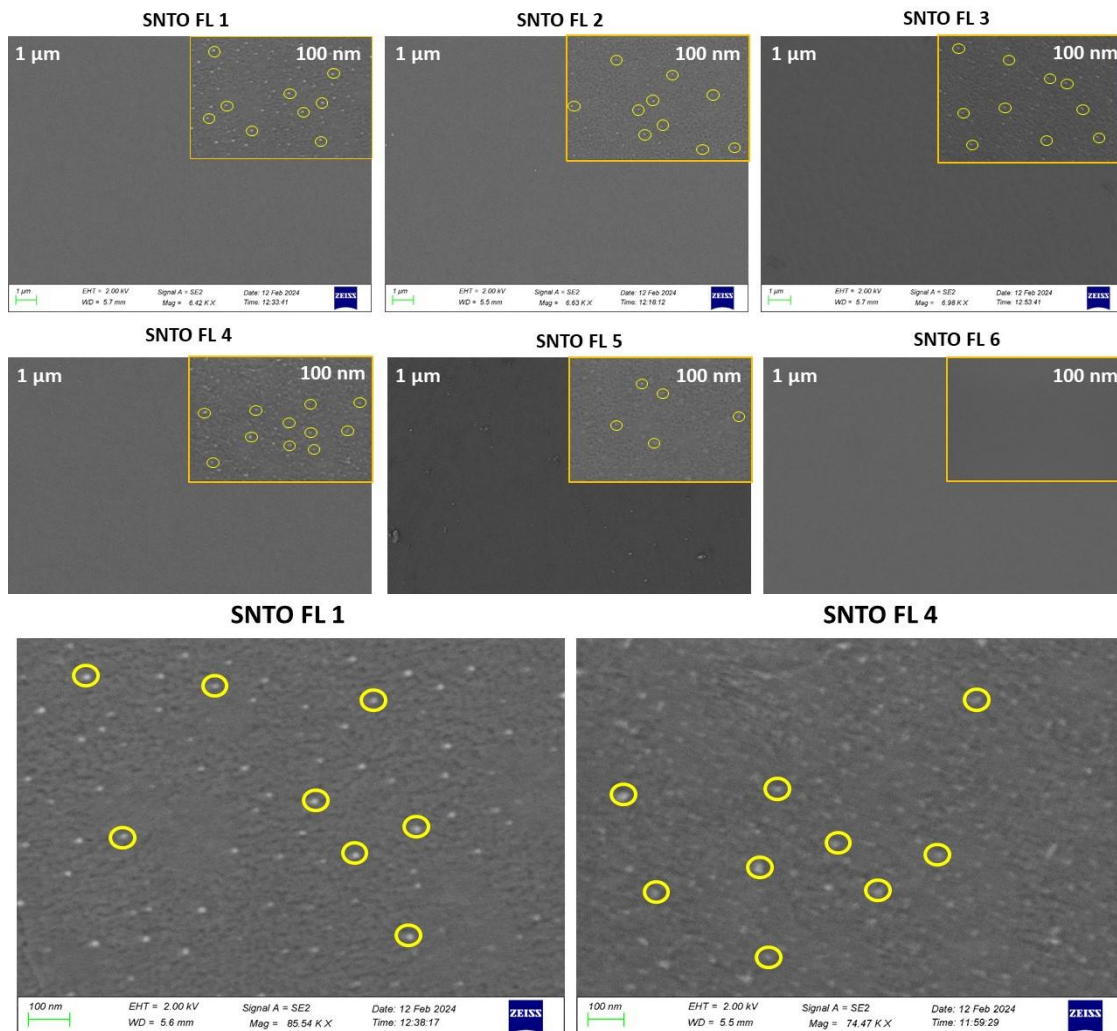 SNTO FL 1
SNTO FL 2
SNTO FL 3
1 µm
100 nm
1 µm
100 nm
1 µm
100 nm
1 µm
EHT = 2.00 kV
Signal A = SE2
Date: 12 Feb 2024
WD = 5.7 mm
Mag = 6.42 K X
Time: 12:33:41
ZEISS
1 µm
EHT = 2.00 kV
Signal A = SE2
Date: 12 Feb 2024
WD = 5.5 mm
Mag = 6.63 K X
Time: 12:18:12
ZEISS
1 µm
EHT = 2.00 kV
Signal A = SE2
Date: 12 Feb 2024
WD = 5.7 mm
Mag = 6.98 K X
Time: 12:53:41
ZEISS
SNTO FL 4
SNTO FL 5
SNTO FL 6
1 µm
100 nm
1 µm
100 nm
1 µm
100 nm
SNTO FL 1
SNTO FL 4
100 nm
EHT = 2.00 kV
Signal A = SE2
Date: 12 Feb 2024
WD = 5.6 mm
Mag = 85.54 K X
Time: 12:38:17
ZEISS
100 nm
EHT = 2.00 kV
Signal A = SE2
Date: 12 Feb 2024
WD = 5.5 mm
Mag = 74.47 K X
Time: 11:59:29
ZEISS